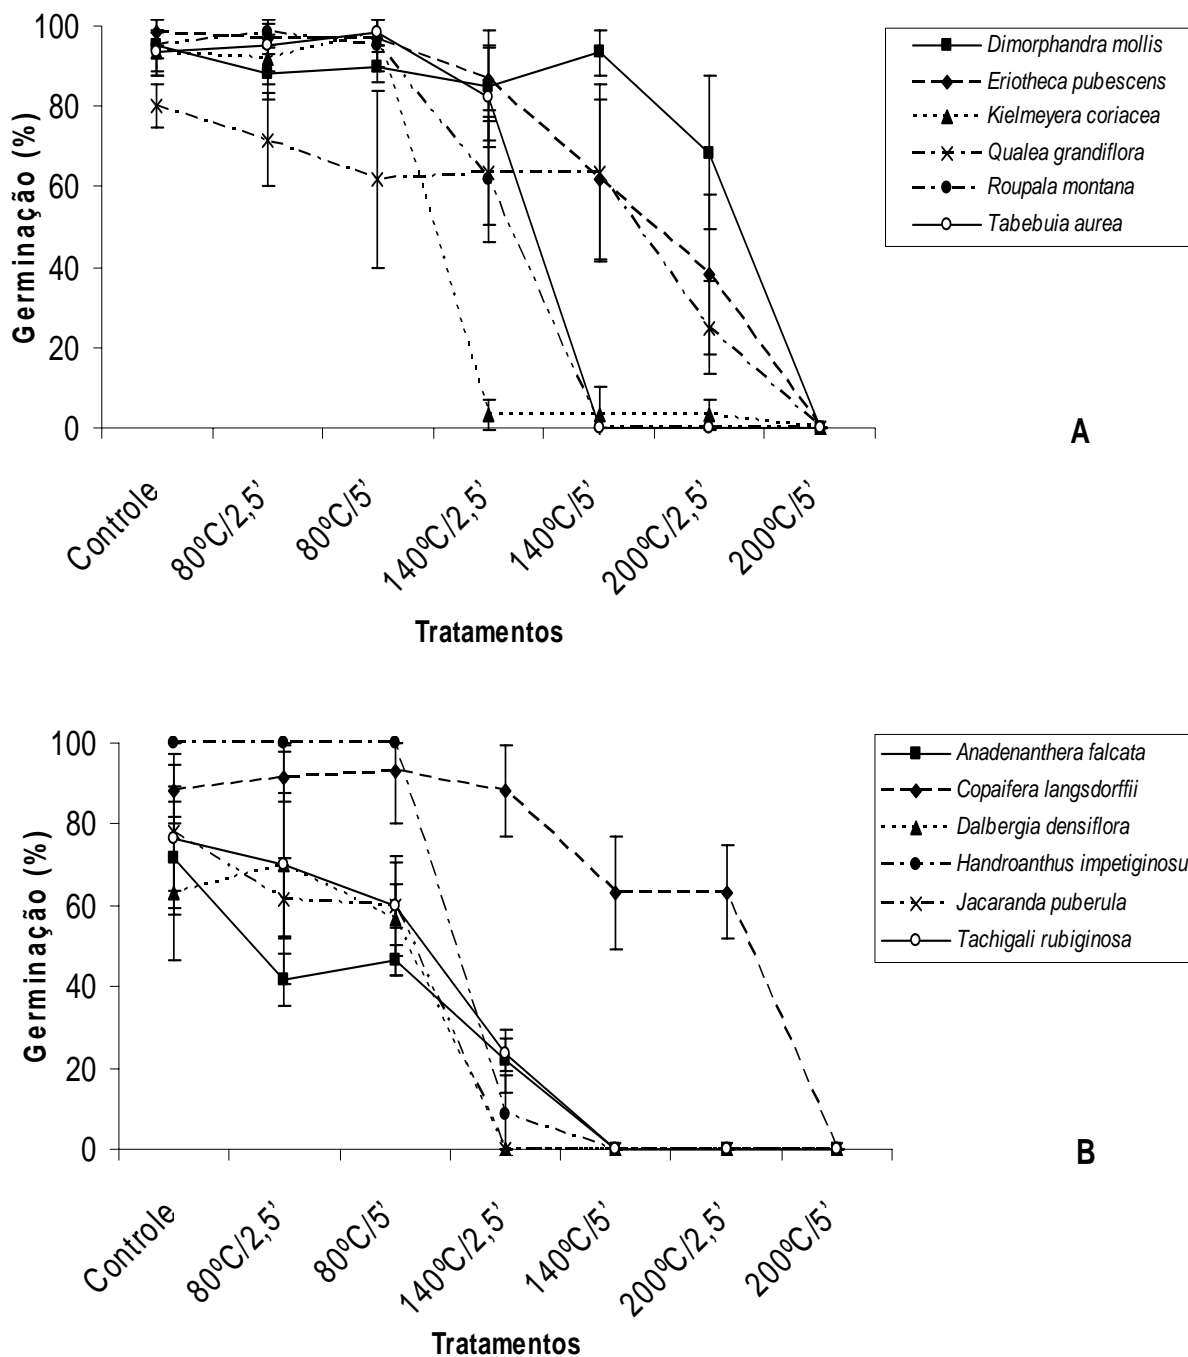 100
80
60
40
20
0
Germinação (%)
Controle
80ºC/2,5’
80ºC/5’
140ºC/2,5’
140ºC/5’
200ºC/2,5’
200ºC/5’
Tratamentos
Dimorphandra mollis
Eriotheca pubescens
Kielmeyera coriacea
Qualea grandiflora
Roupala montana
Tabebuia aurea
A
100
80
60
40
20
0
Germinação (%)
Controle
80ºC/2,5’
80ºC/5’
140ºC/2,5’
140ºC/5’
200ºC/2,5’
200ºC/5’
Tratamentos
Anadenanthera falcata
Copaifera langsdorffii
Dalbergia densiflora
Handroanthus impetiginosu
Jacaranda puberula
Tachigali rubiginosa
B